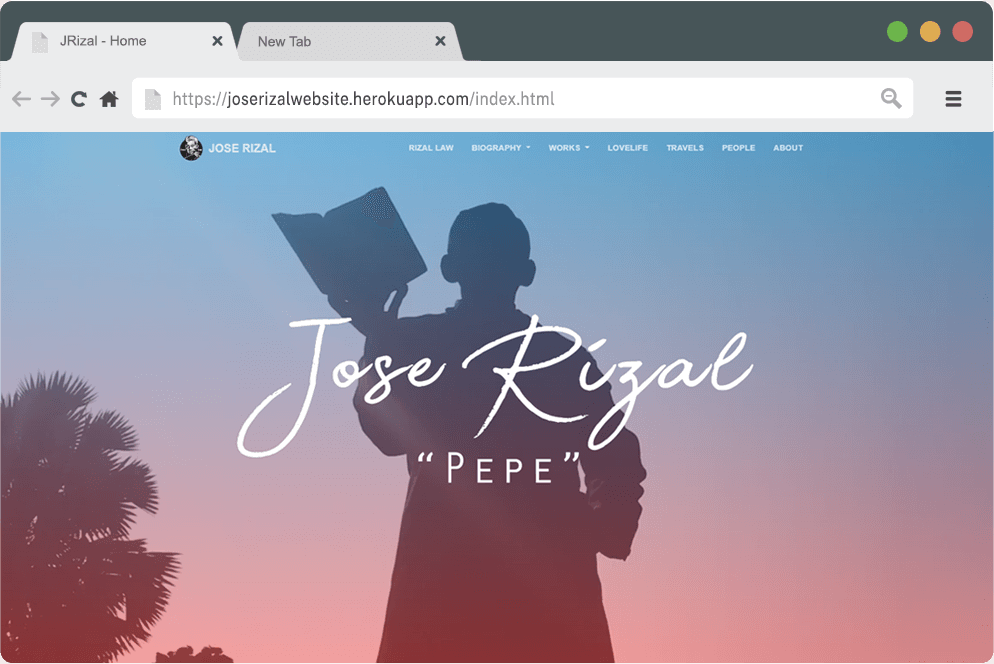 JRizal - Home
New Tab
https://joserizalwebsite.herokuapp.com/index.html
JOSE RIZAL
RIZAL LAW BIOGRAPHY WORKS LOVELIFE TRAVELS PEOPLE ABOUT
Jose Rizal
“PEPE”